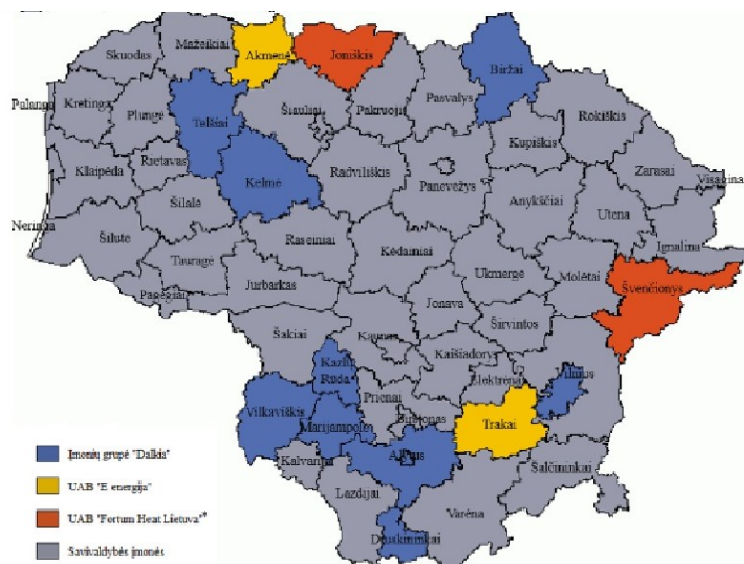 Skuodas
Mažeikiai
Akmenė
Joniškis
Biržai
Palanga
Kretinga
Plungė
Telšiai
Šiauliai
Pakruojis
Pasvalys
Rokiškis
Kupiškis
Klaipėda
Rietavas
Kelmė
Radviliškis
Panevėžys
Zarasai
Visagina
Šilalė
Anykščiai
Utena
Neringa
Šilutė
Raseiniai
Kėdainiai
Ignalina
Tauragė
Ukmergė
Molėtai
Švenčionys
Pagėgiai
Jurbarkas
Jonava
Širvintos
Šakiai
Kaunas
Kaišiadorys
Kazlų
Rūda
Elektrėnai
Vilnius
Prienai
Vilkaviškis
Marijampolė
Birštonas
Trakai
Kalvarija
Alytus
Šalčininkai
Lazdijai
Varėna
Druskininkai
Įmonių grupė "Dalkia"
UAB "E energija"
UAB "Fortum Heat Lietuva"*
Savivaldybės įmonės